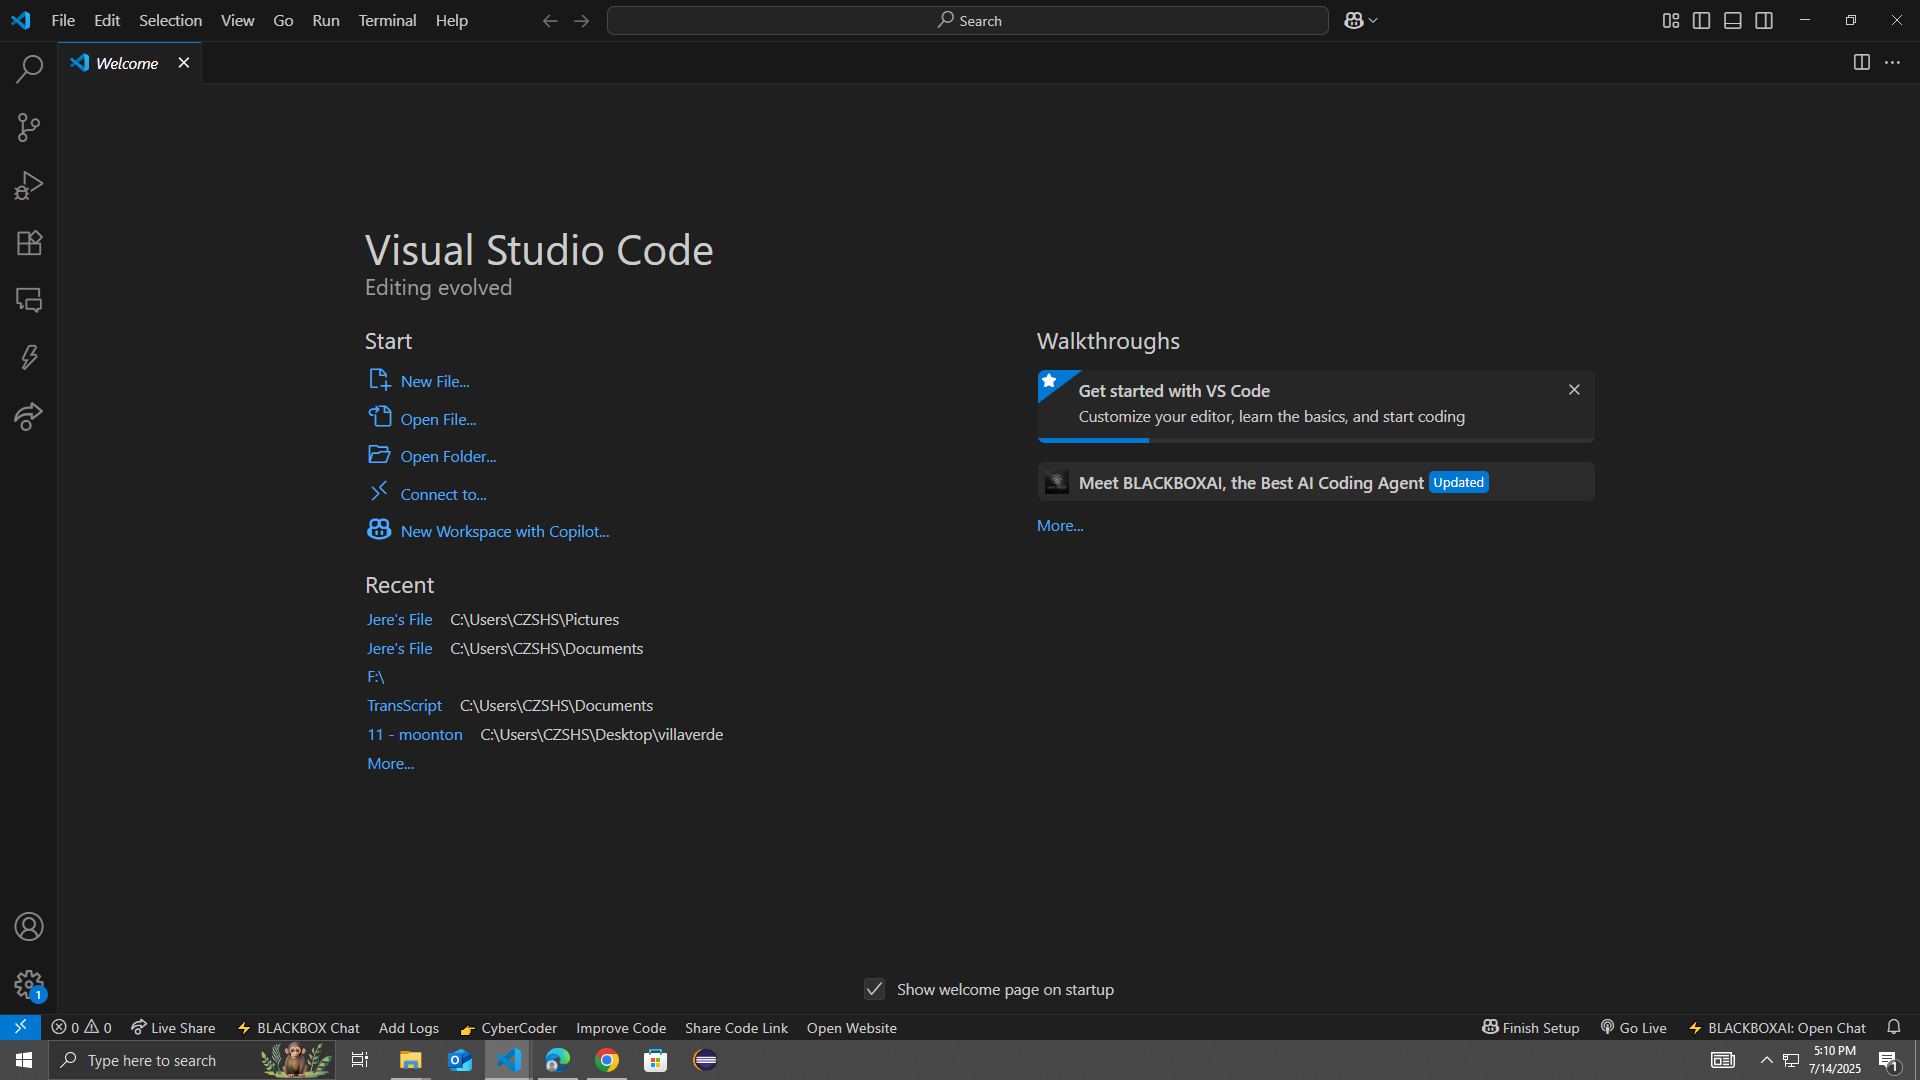 File Edit Selection View Go Run Terminal Help Search
Welcome
Visual Studio Code
Editing evolved
Start
New File...
Open File...
Open Folder...
Connect to...
New Workspace with Copilot...
Recent
Jere's File C:\Users\CZSHS\Pictures
Jere's File C:\Users\CZSHS\Documents
F:\
TransScript C:\Users\CZSHS\Documents
11 - moonton C:\Users\CZSHS\Desktop\villaverde
More...
Walkthroughs
Get started with VS Code
Customize your editor, learn the basics, and start coding
Meet BLACKBOXAI, the Best AI Coding Agent Updated
More...
Show welcome page on startup
1
0 0 Live Share BLACKBOX Chat Add Logs CyberCoder Improve Code Share Code Link Open Website Finish Setup Go Live BLACKBOXAI: Open Chat
Type here to search
5:10 PM
7/14/2025
1